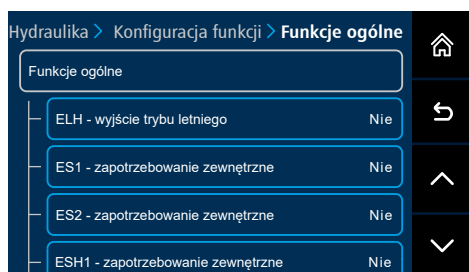 Hydraulika > Konfiguracja funkcji > Funkcje ogólne
Funkcje ogólne
ELH - wyjście trybu letniego Nie
ES1 - zapotrzebowanie zewnętrzne Nie
ES2 - zapotrzebowanie zewnętrzne Nie
ESH1 - zapotrzebowanie zewnętrzne Nie